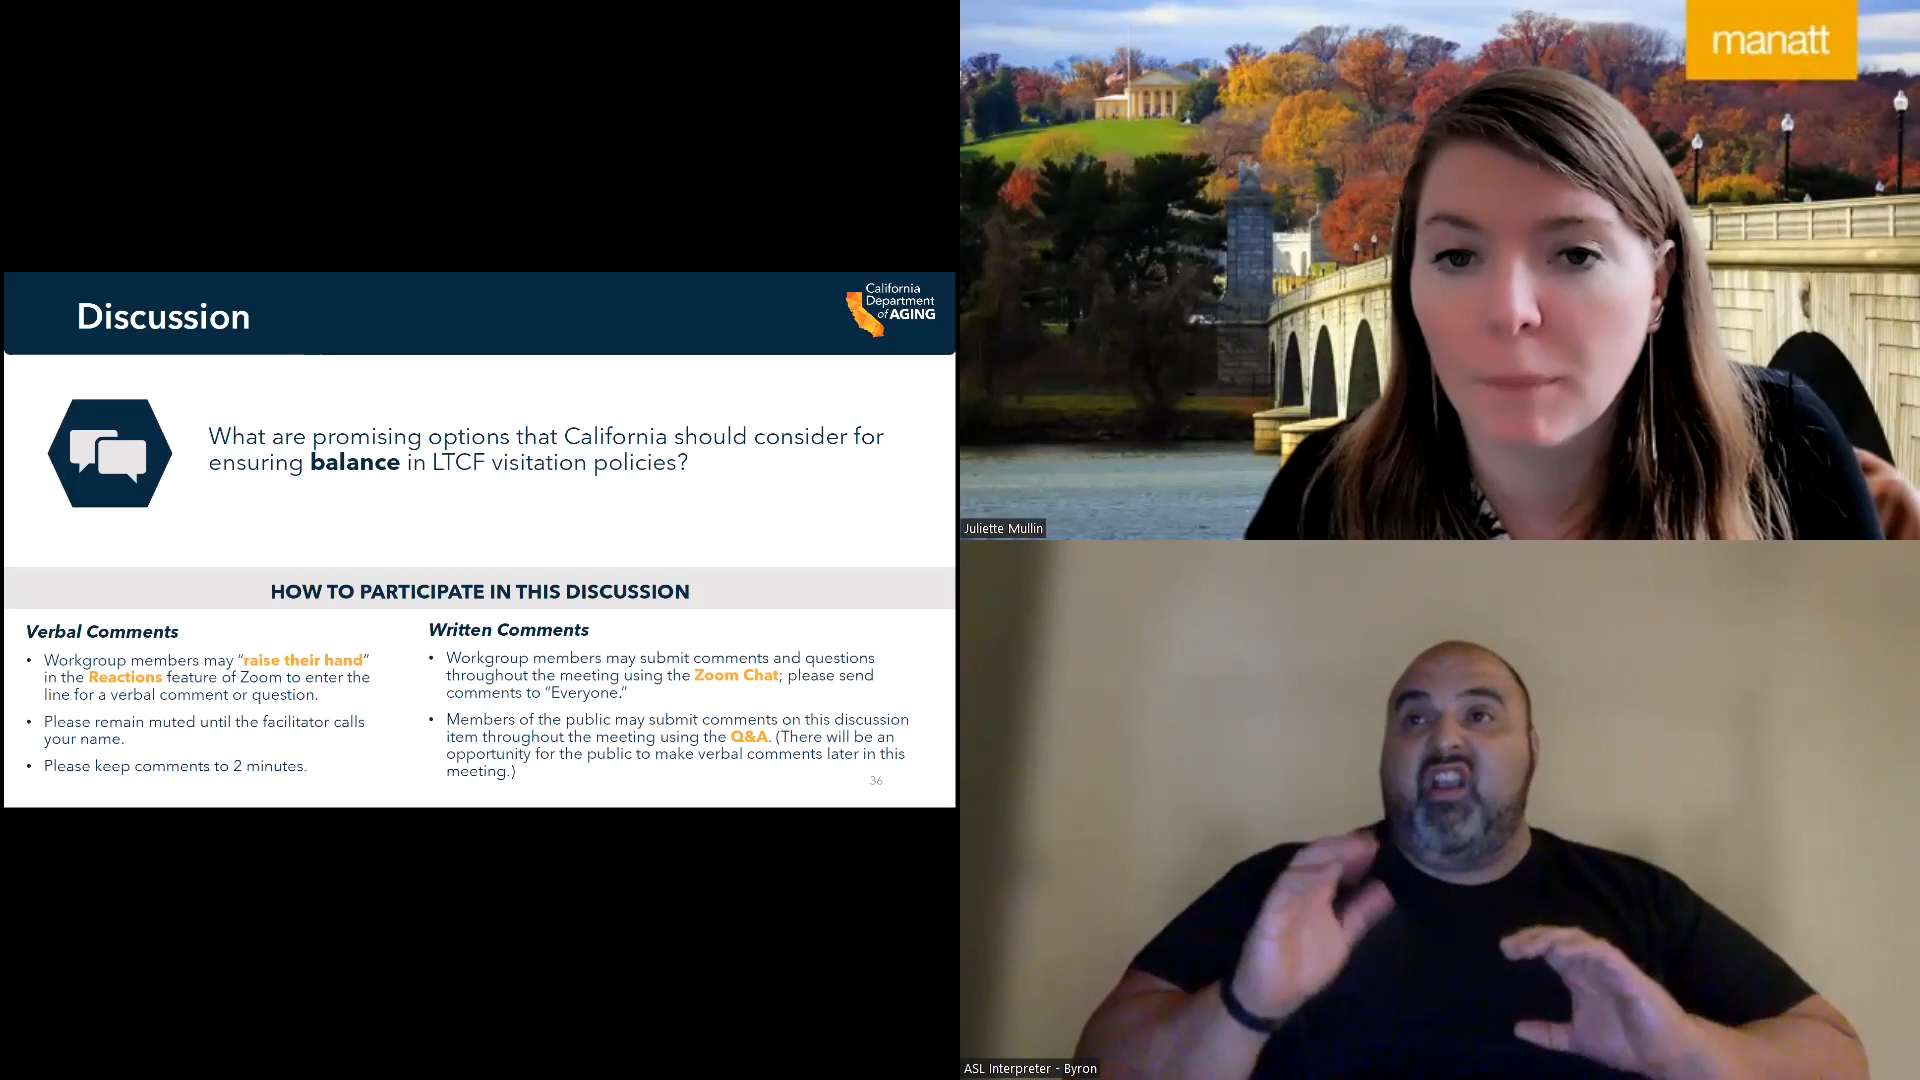 Discussion
California
Department
of AGING
What are promising options that California should consider for
ensuring balance in LTCF visitation policies?
HOW TO PARTICIPATE IN THIS DISCUSSION
Verbal Comments
• Workgroup members may “raise their hand”
in the Reactions feature of Zoom to enter the
line for a verbal comment or question.
• Please remain muted until the facilitator calls
your name.
• Please keep comments to 2 minutes.
Written Comments
• Workgroup members may submit comments and questions
throughout the meeting using the Zoom Chat; please send
comments to “Everyone.”
• Members of the public may submit comments on this discussion
item throughout the meeting using the Q&A. (There will be an
opportunity for the public to make verbal comments later in this
meeting.)
36
manatt
Juliette Mullin
ASL Interpreter - Byron